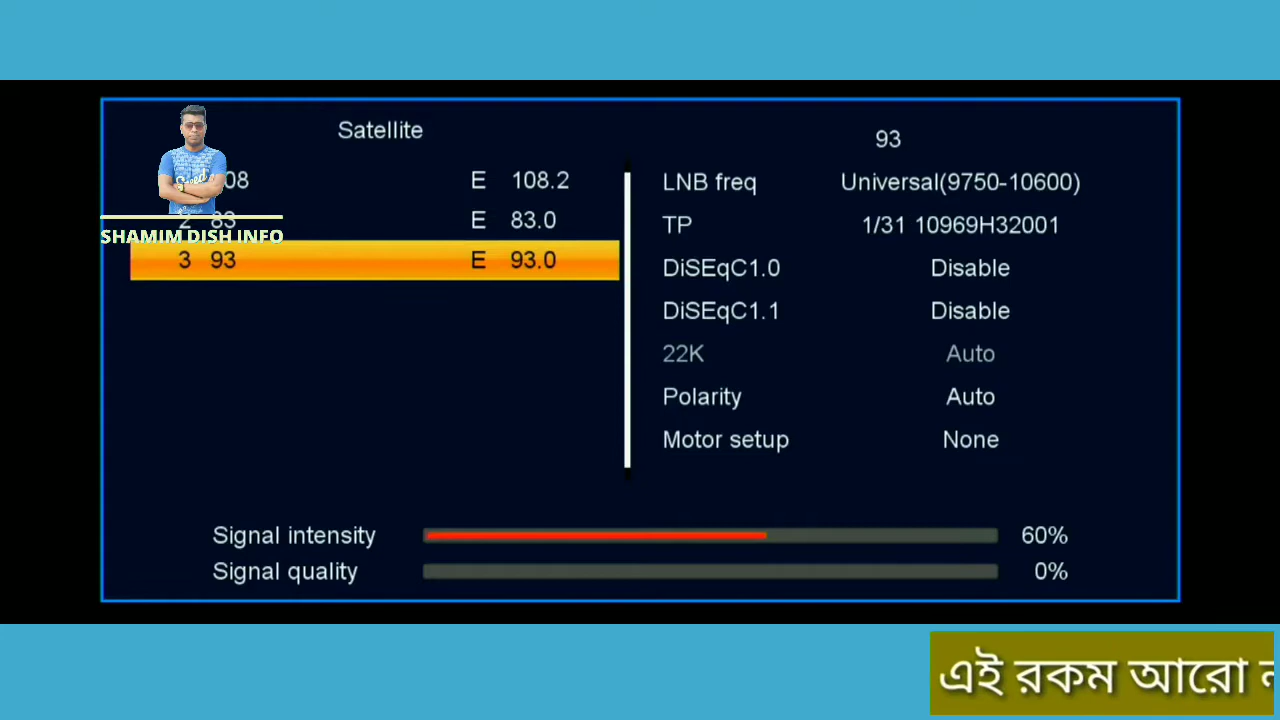 Satellite
93
08 E 108.2
2 83 E 83.0
SHAMIM DISH INFO
3 93 E 93.0
LNB freq Universal(9750-10600)
TP 1/31 10969H32001
DiSEqC1.0 Disable
DiSEqC1.1 Disable
22K Auto
Polarity Auto
Motor setup None
Signal intensity 60%
Signal quality 0%
এই রকম আরো